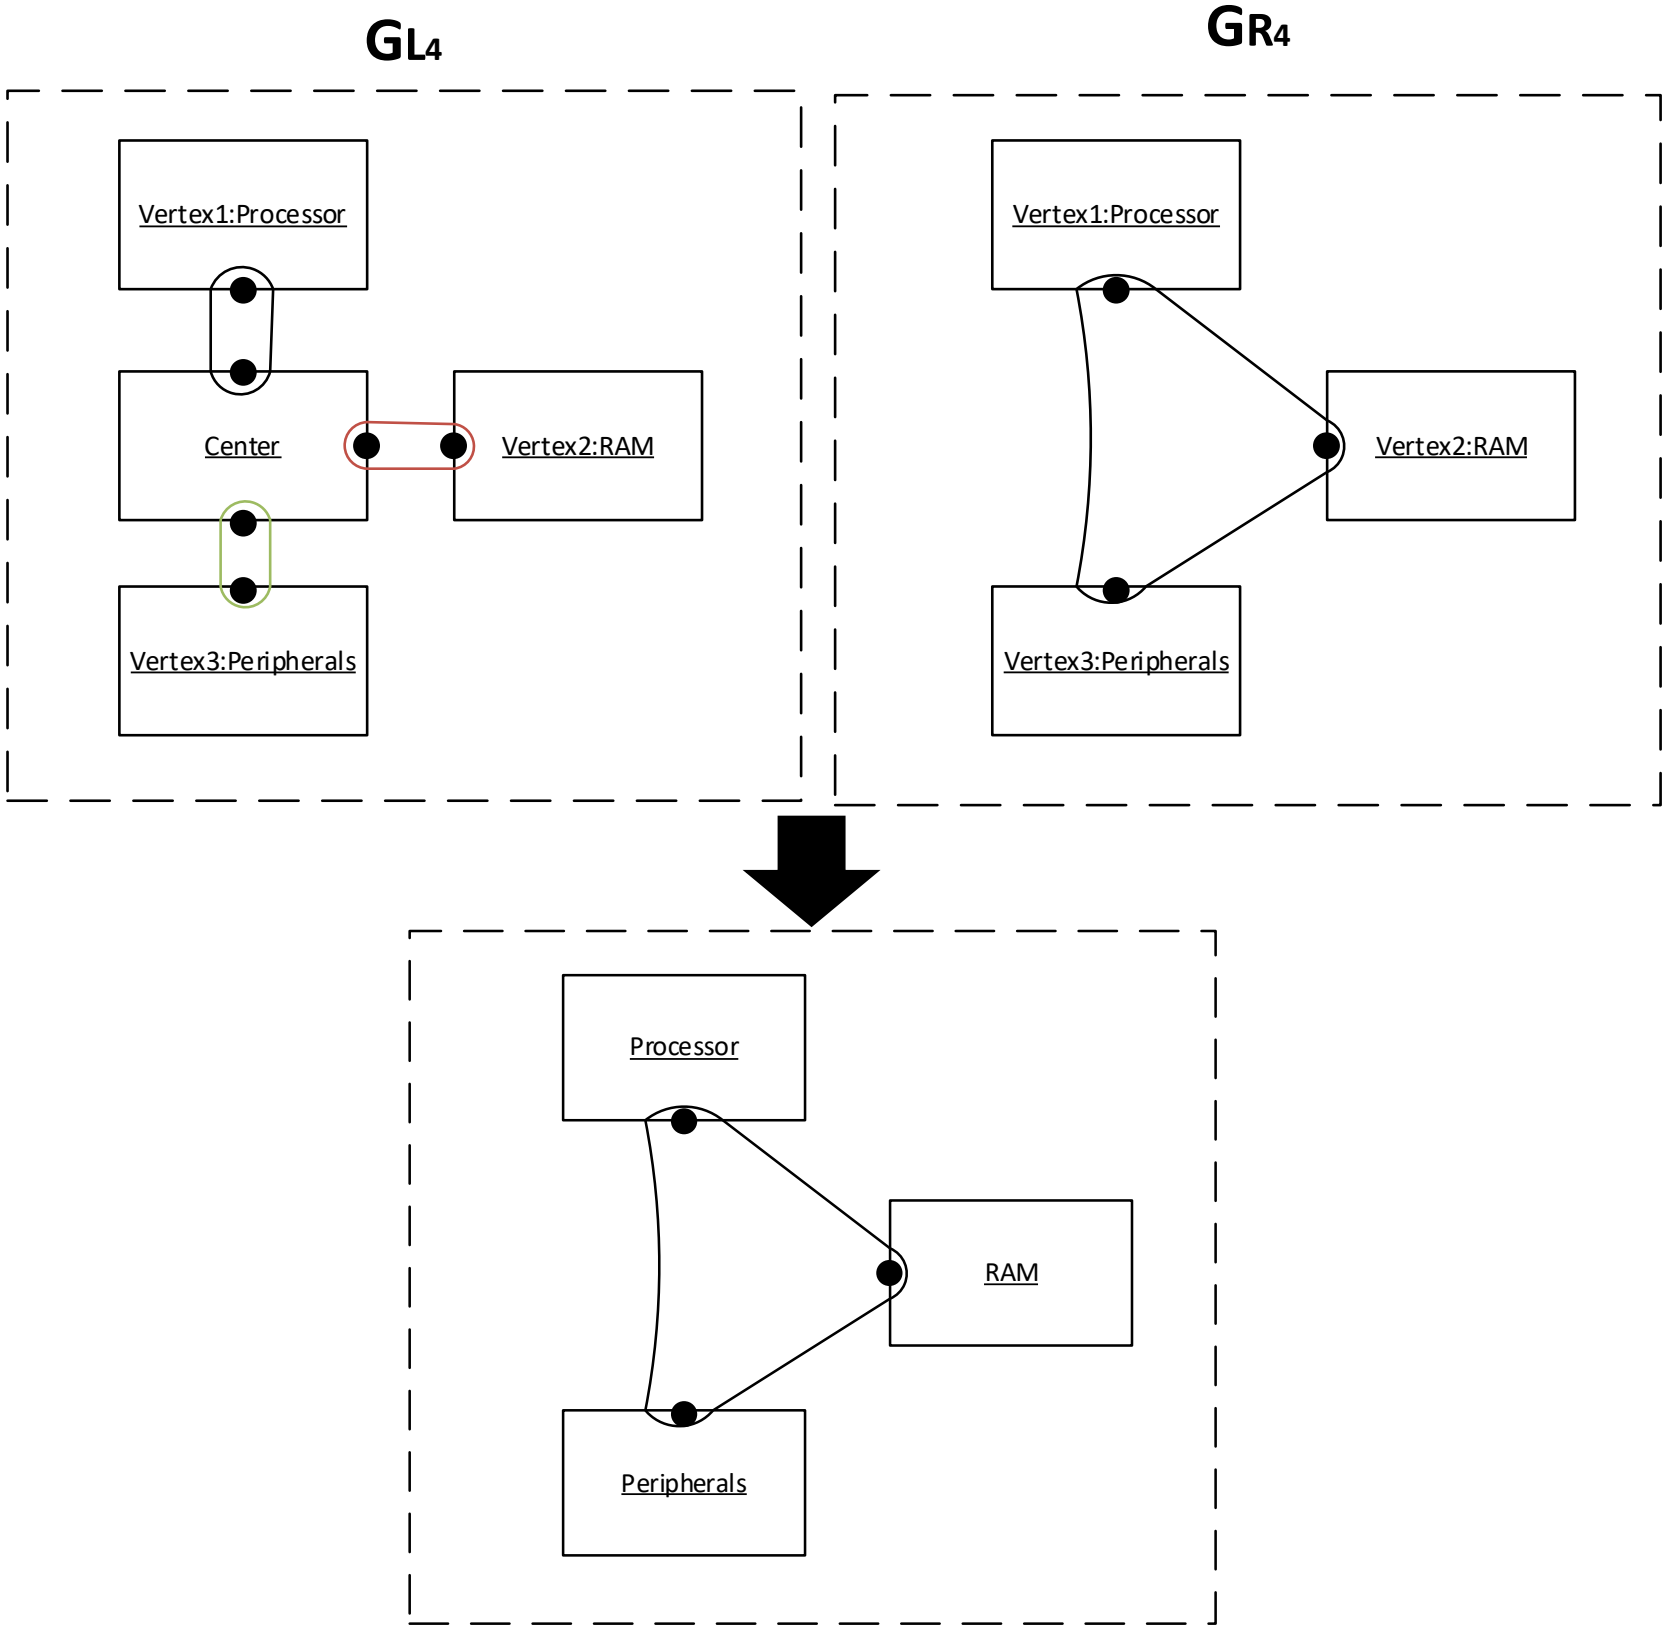 GL4
GR4
Vertex1:Processor
Vertex1:Processor
Center
Vertex2:RAM
Vertex2:RAM
Vertex3:Peripherals
Vertex3:Peripherals
Processor
RAM
Peripherals